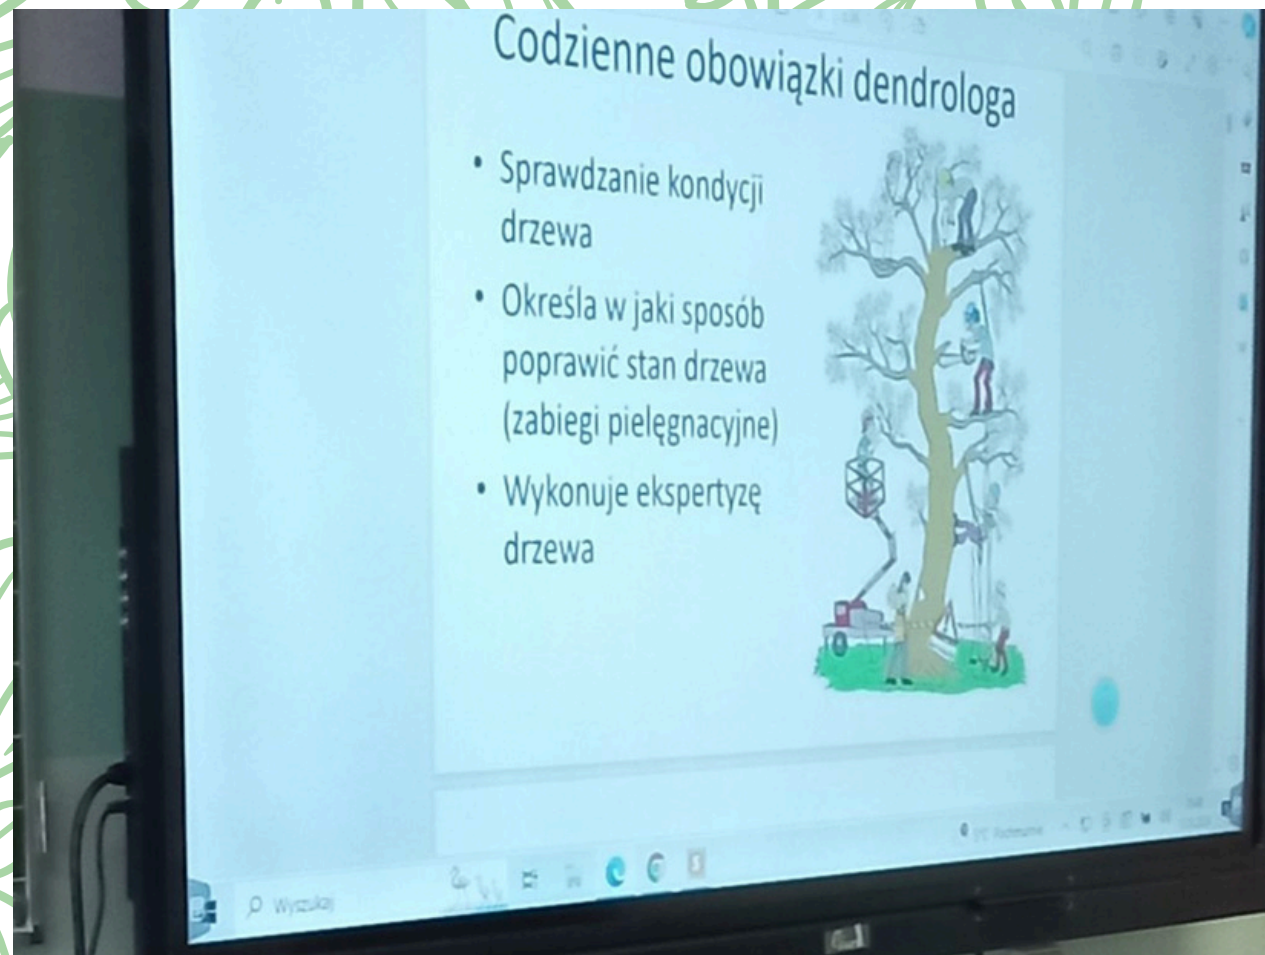 Codzienne obowiązki dendrologa
• Sprawdzanie kondycji
drzewa
• Określa w jaki sposób
poprawić stan drzewa
(zabiegi pielęgnacyjne)
• Wykonuje ekspertyzę
drzewa
Wyszukaj